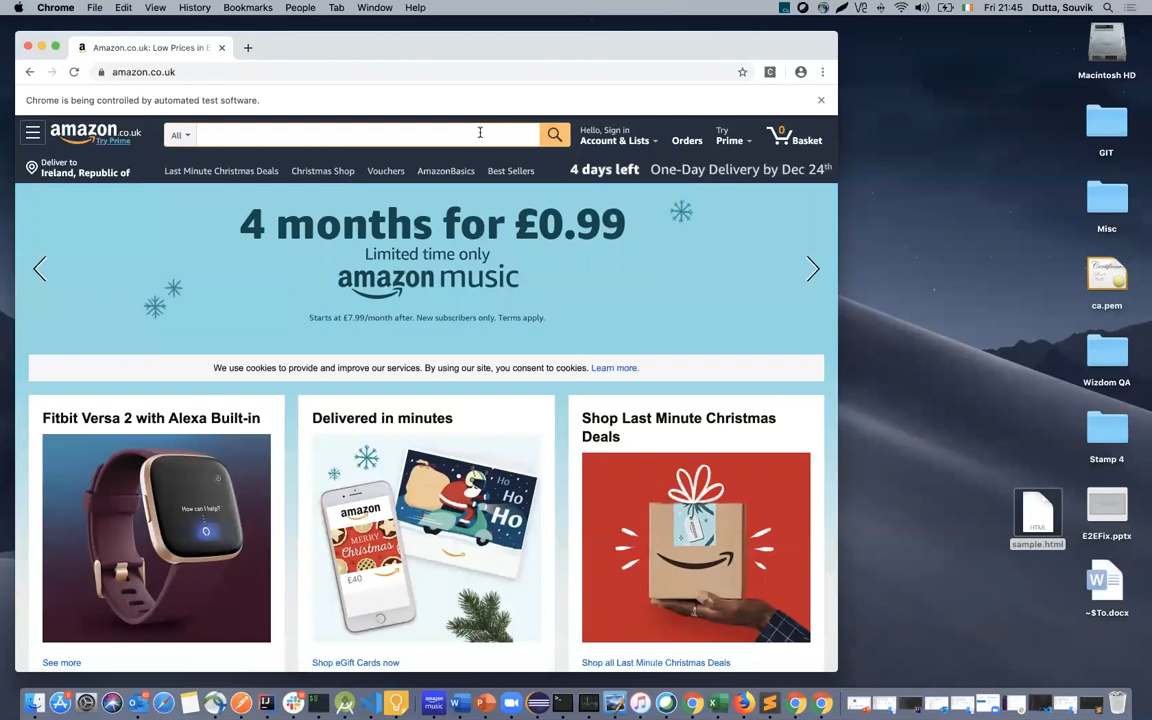 Chrome File Edit View History Bookmarks People Tab Window Help
Fri 21:45 Dutta, Souvik
Amazon.co.uk: Low Prices in E
amazon.co.uk
Chrome is being controlled by automated test software.
amazon.co.uk
Try Prime
All
Hello, Sign in
Account & Lists
Orders
Try
Prime
0
Basket
Deliver to
Ireland, Republic of
Last Minute Christmas Deals Christmas Shop Vouchers AmazonBasics Best Sellers
4 days left One-Day Delivery by Dec 24th
4 months for £0.99
Limited time only
amazon music
Starts at £7.99/month after. New subscribers only. Terms apply.
We use cookies to provide and improve our services. By using our site, you consent to cookies. Learn more.
Fitbit Versa 2 with Alexa Built-in
How can I help?
See more
Delivered in minutes
amazon
MERRY
Christmas
£40
Ho
Ho
Ho
Shop eGift Cards now
Shop Last Minute Christmas
Deals
Shop all Last Minute Christmas Deals
Macintosh HD
GIT
Misc
Certificate
ca.pem
Wizdom QA
Stamp 4
HTML
sample.html
E2EFix.pptx
~$To.docx